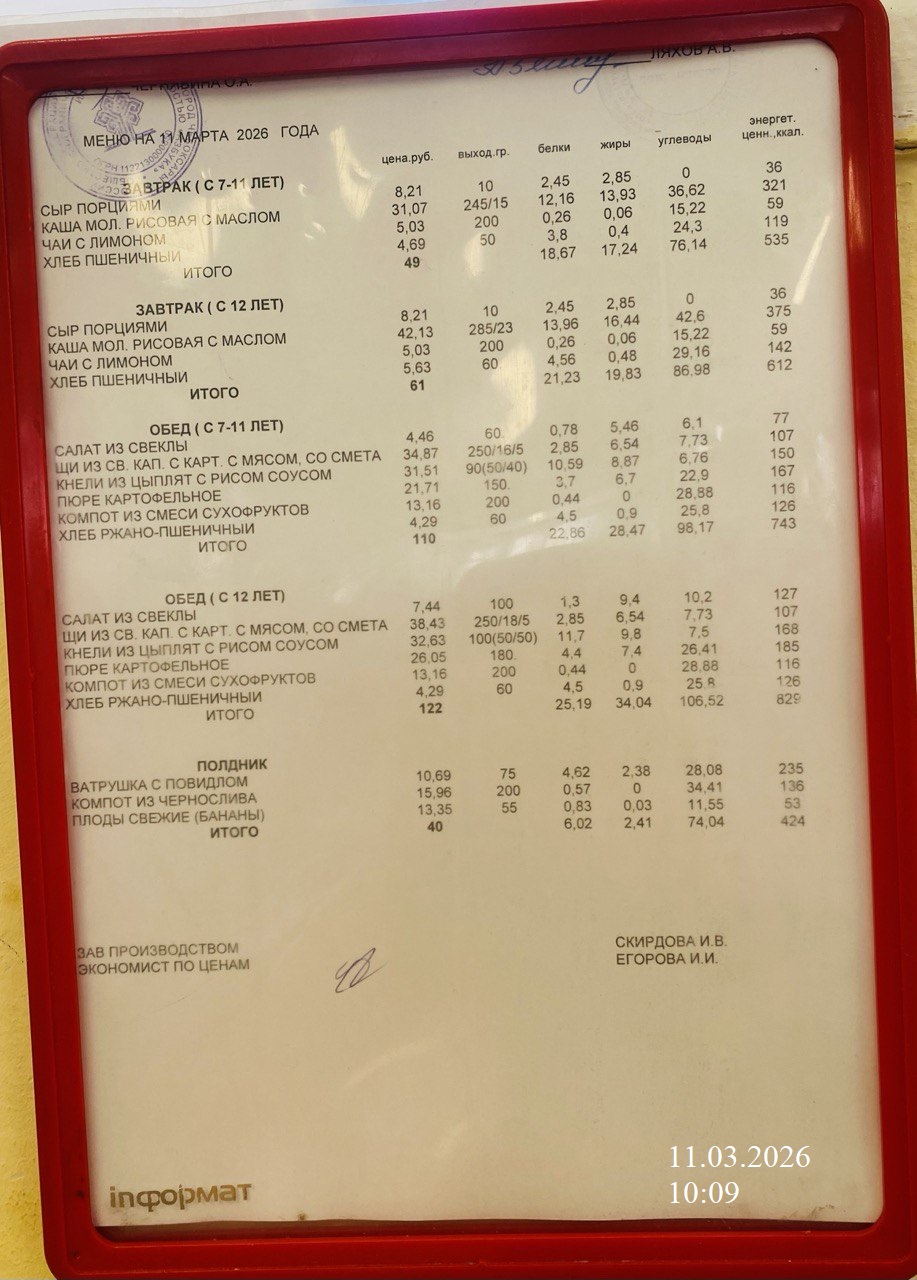 ЧЕРКИВИНА О.А. ЛЯХОВ А.В.
МЕНЮ НА 11 МАРТА 2026 ГОДА
цена.руб. выход.гр. белки жиры углеводы энергет. ценн.,ккал.
ЗАВТРАК ( С 7-11 ЛЕТ)
СЫР ПОРЦИЯМИ 8,21 10 2,45 2,85 0 36
КАША МОЛ. РИСОВАЯ С МАСЛОМ 31,07 245/15 12,16 13,93 36,62 321
ЧАИ С ЛИМОНОМ 5,03 200 0,26 0,06 15,22 59
ХЛЕБ ПШЕНИЧНЫЙ 4,69 50 3,8 0,4 24,3 119
ИТОГО 49 18,67 17,24 76,14 535
ЗАВТРАК ( С 12 ЛЕТ)
СЫР ПОРЦИЯМИ 8,21 10 2,45 2,85 0 36
КАША МОЛ. РИСОВАЯ С МАСЛОМ 42,13 285/23 13,96 16,44 42,6 375
ЧАИ С ЛИМОНОМ 5,03 200 0,26 0,06 15,22 59
ХЛЕБ ПШЕНИЧНЫЙ 5,63 60 4,56 0,48 29,16 142
ИТОГО 61 21,23 19,83 86,98 612
ОБЕД ( С 7-11 ЛЕТ)
САЛАТ ИЗ СВЕКЛЫ 4,46 60. 0,78 5,46 6,1 77
ЩИ ИЗ СВ. КАП. С КАРТ. С МЯСОМ, СО СМЕТА 34,87 250/16/5 2,85 6,54 7,73 107
КНЕЛИ ИЗ ЦЫПЛЯТ С РИСОМ СОУСОМ 31,51 90(50/40) 10,59 8,87 6,76 150
ПЮРЕ КАРТОФЕЛЬНОЕ 21,71 150. 3,7 6,7 22,9 167
КОМПОТ ИЗ СМЕСИ СУХОФРУКТОВ 13,16 200 0,44 0 28,88 116
ХЛЕБ РЖАНО-ПШЕНИЧНЫЙ 4,29 60 4,5 0,9 25,8 126
ИТОГО 110 22,86 28,47 98,17 743
ОБЕД ( С 12 ЛЕТ)
САЛАТ ИЗ СВЕКЛЫ 7,44 100 1,3 9,4 10,2 127
ЩИ ИЗ СВ. КАП. С КАРТ. С МЯСОМ, СО СМЕТА 38,43 250/18/5 2,85 6,54 7,73 107
КНЕЛИ ИЗ ЦЫПЛЯТ С РИСОМ СОУСОМ 32,63 100(50/50) 11,7 9,8 7,5 168
ПЮРЕ КАРТОФЕЛЬНОЕ 26,05 180. 4,4 7,4 26,41 185
КОМПОТ ИЗ СМЕСИ СУХОФРУКТОВ 13,16 200 0,44 0 28,88 116
ХЛЕБ РЖАНО-ПШЕНИЧНЫЙ 4,29 60 4,5 0,9 25,8 126
ИТОГО 122 25,19 34,04 106,52 829
ПОЛДНИК
ВАТРУШКА С ПОВИДЛОМ 10,69 75 4,62 2,38 28,08 235
КОМПОТ ИЗ ЧЕРНОСЛИВА 15,96 200 0,57 0 34,41 136
ПЛОДЫ СВЕЖИЕ (БАНАНЫ) 13,35 55 0,83 0,03 11,55 53
ИТОГО 40 6,02 2,41 74,04 424
ЗАВ ПРОИЗВОДСТВОМ СКИРДОВА И.В.
ЭКОНОМИСТ ПО ЦЕНАМ ЕГОРОВА И.И.
inформат
11.03.2026
10:09